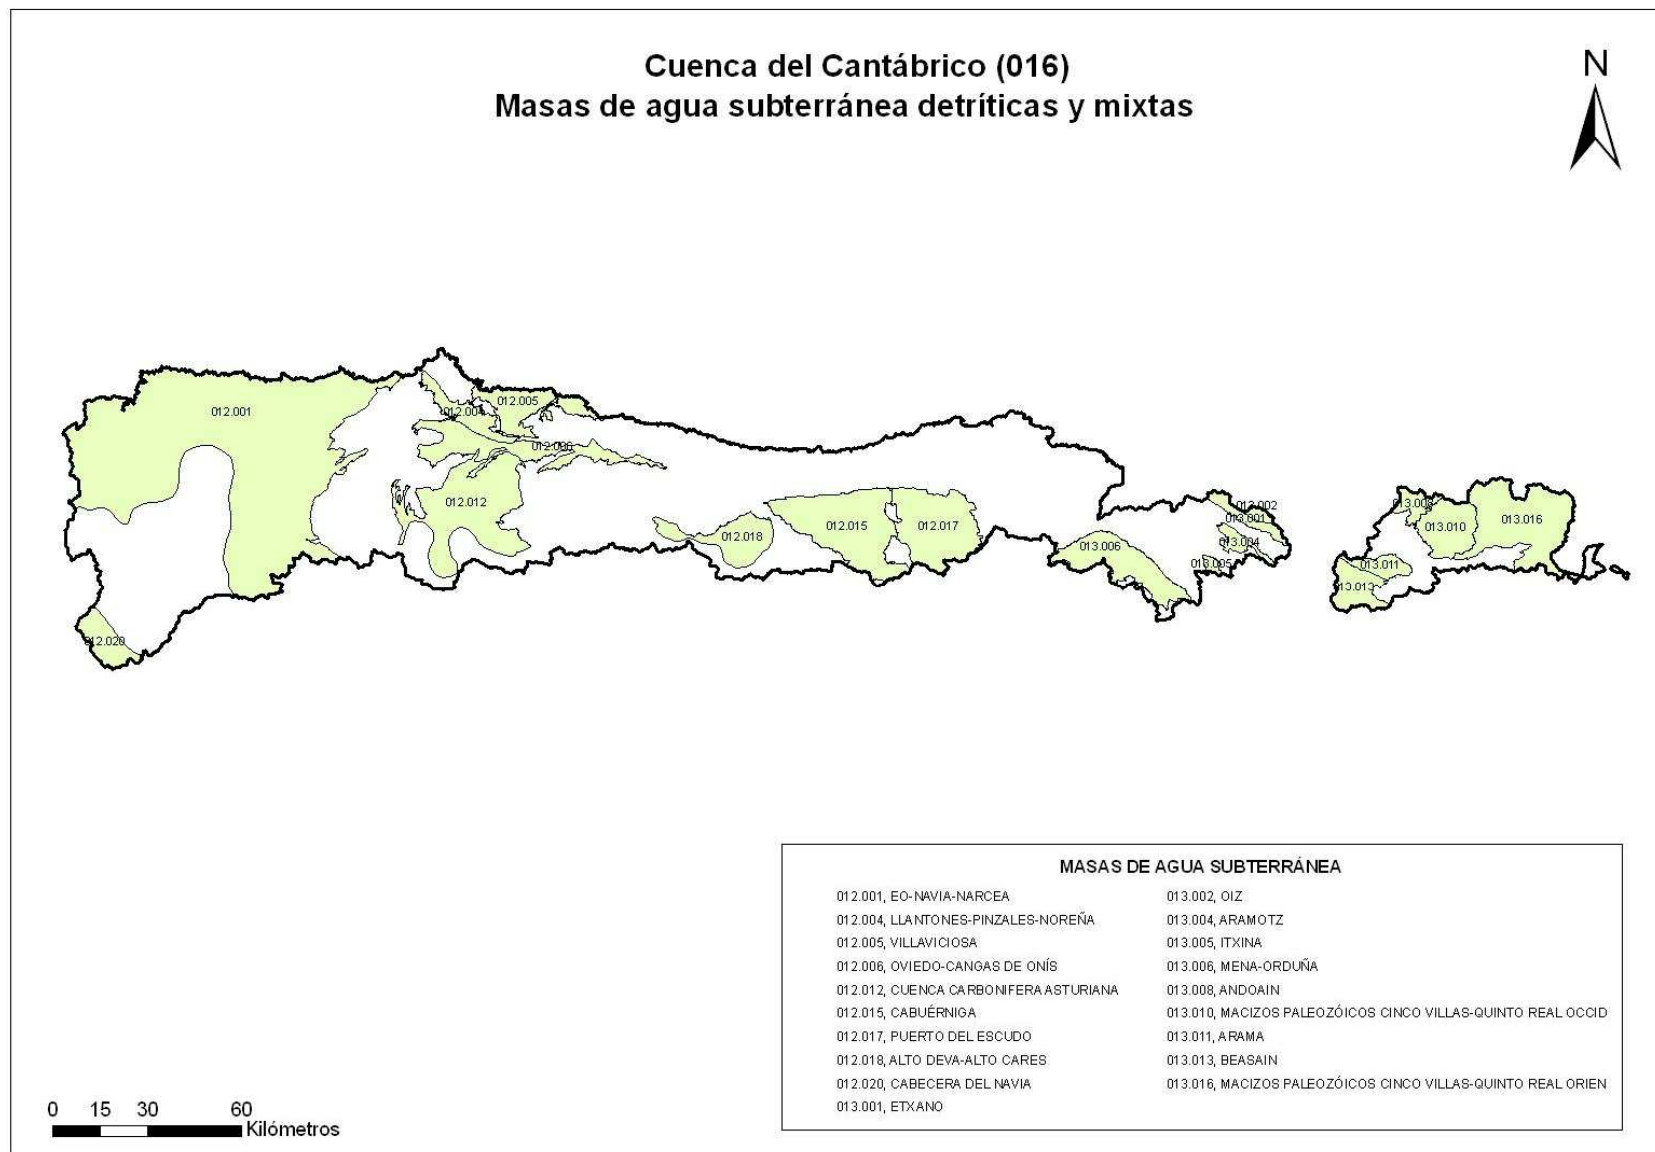 Cuenca del Cantábrico (016)
Masas de agua subterránea detríticas y mixtas
N
012.001
012.004
012.005
012.006
012.012
012.018
012.015
012.017
012.020
013.006
013.002
013.001
013.004
013.005
013.008
013.010
013.016
013.011
013.013
MASAS DE AGUA SUBTERRÁNEA
012.001, EO-NAVIA-NARCEA
012.004, LLANTONES-PINZALES-NOREÑA
012.005, VILLAVICIOSA
012.006, OVIEDO-CANGAS DE ONÍS
012.012, CUENCA CARBONIFERA ASTURIANA
012.015, CABUÉRNIGA
012.017, PUERTO DEL ESCUDO
012.018, ALTO DEVA-ALTO CARES
012.020, CABECERA DEL NAVIA
013.001, ETXANO
013.002, OIZ
013.004, ARAMOTZ
013.005, ITXINA
013.006, MENA-ORDUÑA
013.008, ANDOAIN
013.010, MACIZOS PALEOZÓICOS CINCO VILLAS-QUINTO REAL OCCID
013.011, ARAMA
013.013, BEASAIN
013.016, MACIZOS PALEOZÓICOS CINCO VILLAS-QUINTO REAL ORIEN
0 15 30 60
Kilómetros